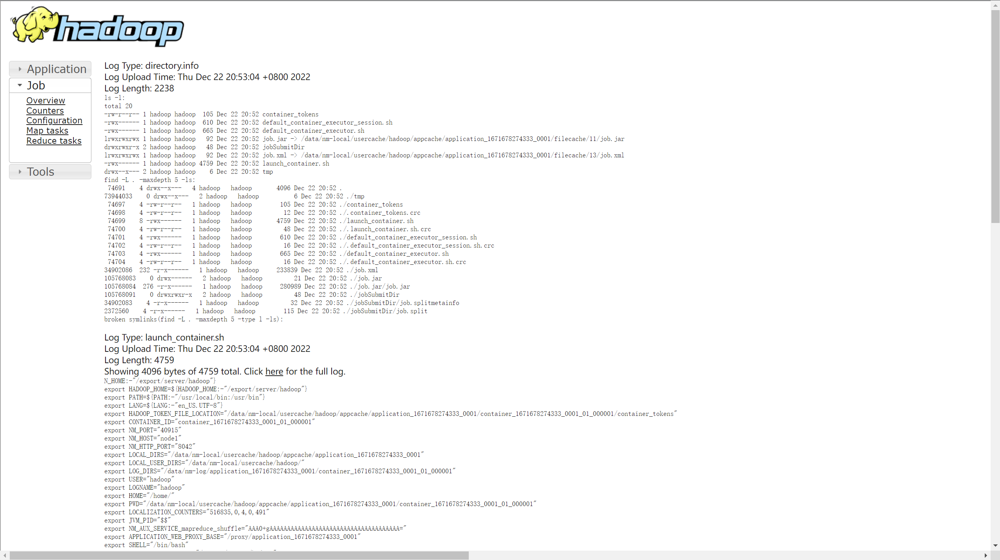 hadoop
Application
Job
Overview
Counters
Configuration
Map tasks
Reduce tasks
Tools
Log Type: directory.info
Log Upload Time: Thu Dec 22 20:53:04 +0800 2022
Log Length: 2238
ls -l:
total 20
-rw-r--r-- 1 hadoop hadoop  105 Dec 22 20:52 container_tokens
-rwx------ 1 hadoop hadoop  610 Dec 22 20:52 default_container_executor_session.sh
-rwx------ 1 hadoop hadoop  665 Dec 22 20:52 default_container_executor.sh
lrwxrwxrwx 1 hadoop hadoop   92 Dec 22 20:52 job.jar -> /data/nm-local/usercache/hadoop/appcache/application_1671678274333_0001/filecache/11/job.jar
drwxrwxr-x 2 hadoop hadoop   48 Dec 22 20:52 jobSubmitDir
lrwxrwxrwx 1 hadoop hadoop   92 Dec 22 20:52 job.xml -> /data/nm-local/usercache/hadoop/appcache/application_1671678274333_0001/filecache/13/job.xml
-rwx------ 1 hadoop hadoop 4759 Dec 22 20:52 launch_container.sh
drwx--x--- 2 hadoop hadoop    6 Dec 22 20:52 tmp
find -L . -maxdepth 5 -ls:
 74691    4 drwx--x---   4 hadoop   hadoop       4096 Dec 22 20:52 .
73944033    0 drwx--x---   2 hadoop   hadoop          6 Dec 22 20:52 ./tmp
 74697    4 -rw-r--r--   1 hadoop   hadoop        105 Dec 22 20:52 ./container_tokens
 74698    4 -rw-r--r--   1 hadoop   hadoop         12 Dec 22 20:52 ./.container_tokens.crc
 74699    8 -rwx------   1 hadoop   hadoop       4759 Dec 22 20:52 ./launch_container.sh
 74700    4 -rw-r--r--   1 hadoop   hadoop         48 Dec 22 20:52 ./.launch_container.sh.crc
 74701    4 -rwx------   1 hadoop   hadoop        610 Dec 22 20:52 ./default_container_executor_session.sh
 74702    4 -rw-r--r--   1 hadoop   hadoop         16 Dec 22 20:52 ./.default_container_executor_session.sh.crc
 74703    4 -rwx------   1 hadoop   hadoop        665 Dec 22 20:52 ./default_container_executor.sh
 74704    4 -rw-r--r--   1 hadoop   hadoop         16 Dec 22 20:52 ./.default_container_executor.sh.crc
34902086  232 -r-x------   1 hadoop   hadoop     233839 Dec 22 20:52 ./job.xml
105768083    0 drwx------   2 hadoop   hadoop         21 Dec 22 20:52 ./job.jar
105768084  276 -r-x------   1 hadoop   hadoop     280989 Dec 22 20:52 ./job.jar/job.jar
105768091    0 drwxrwxr-x   2 hadoop   hadoop         48 Dec 22 20:52 ./jobSubmitDir
34902083    4 -r-x------   1 hadoop   hadoop         32 Dec 22 20:52 ./jobSubmitDir/job.splitmetainfo
2372560    4 -r-x------   1 hadoop   hadoop        115 Dec 22 20:52 ./jobSubmitDir/job.split
broken symlinks(find -L . -maxdepth 5 -type l -ls):
Log Type: launch_container.sh
Log Upload Time: Thu Dec 22 20:53:04 +0800 2022
Log Length: 4759
Showing 4096 bytes of 4759 total. Click here for the full log.
N_HOME:-"/export/server/hadoop"}
export HADOOP_HOME=${HADOOP_HOME:-"/export/server/hadoop"}
export PATH=${PATH:-"/usr/local/bin:/usr/bin"}
export LANG=${LANG:-"en_US.UTF-8"}
export HADOOP_TOKEN_FILE_LOCATION="/data/nm-local/usercache/hadoop/appcache/application_1671678274333_0001/container_1671678274333_0001_01_000001/container_tokens"
export CONTAINER_ID="container_1671678274333_0001_01_000001"
export NM_PORT="40915"
export NM_HOST="node1"
export NM_HTTP_PORT="8042"
export LOCAL_DIRS="/data/nm-local/usercache/hadoop/appcache/application_1671678274333_0001"
export LOCAL_USER_DIRS="/data/nm-local/usercache/hadoop/"
export LOG_DIRS="/data/nm-log/application_1671678274333_0001/container_1671678274333_0001_01_000001"
export USER="hadoop"
export LOGNAME="hadoop"
export HOME="/home/"
export PWD="/data/nm-local/usercache/hadoop/appcache/application_1671678274333_0001/container_1671678274333_0001_01_000001"
export LOCALIZATION_COUNTERS="516835,0,4,0,491"
export JVM_PID="$$"
export NM_AUX_SERVICE_mapreduce_shuffle="AAA0+gAAAAAAAAAAAAAAAAAAAAAAAAAAAAAAAAAAAAA="
export APPLICATION_WEB_PROXY_BASE="/proxy/application_1671678274333_0001"
export SHELL="/bin/bash"